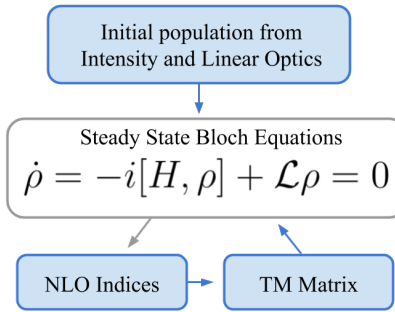 Initial population from
Intensity and Linear Optics
Steady State Bloch Equations
ρ̇ = −i[H, ρ] + ℒρ = 0
NLO Indices
TM Matrix